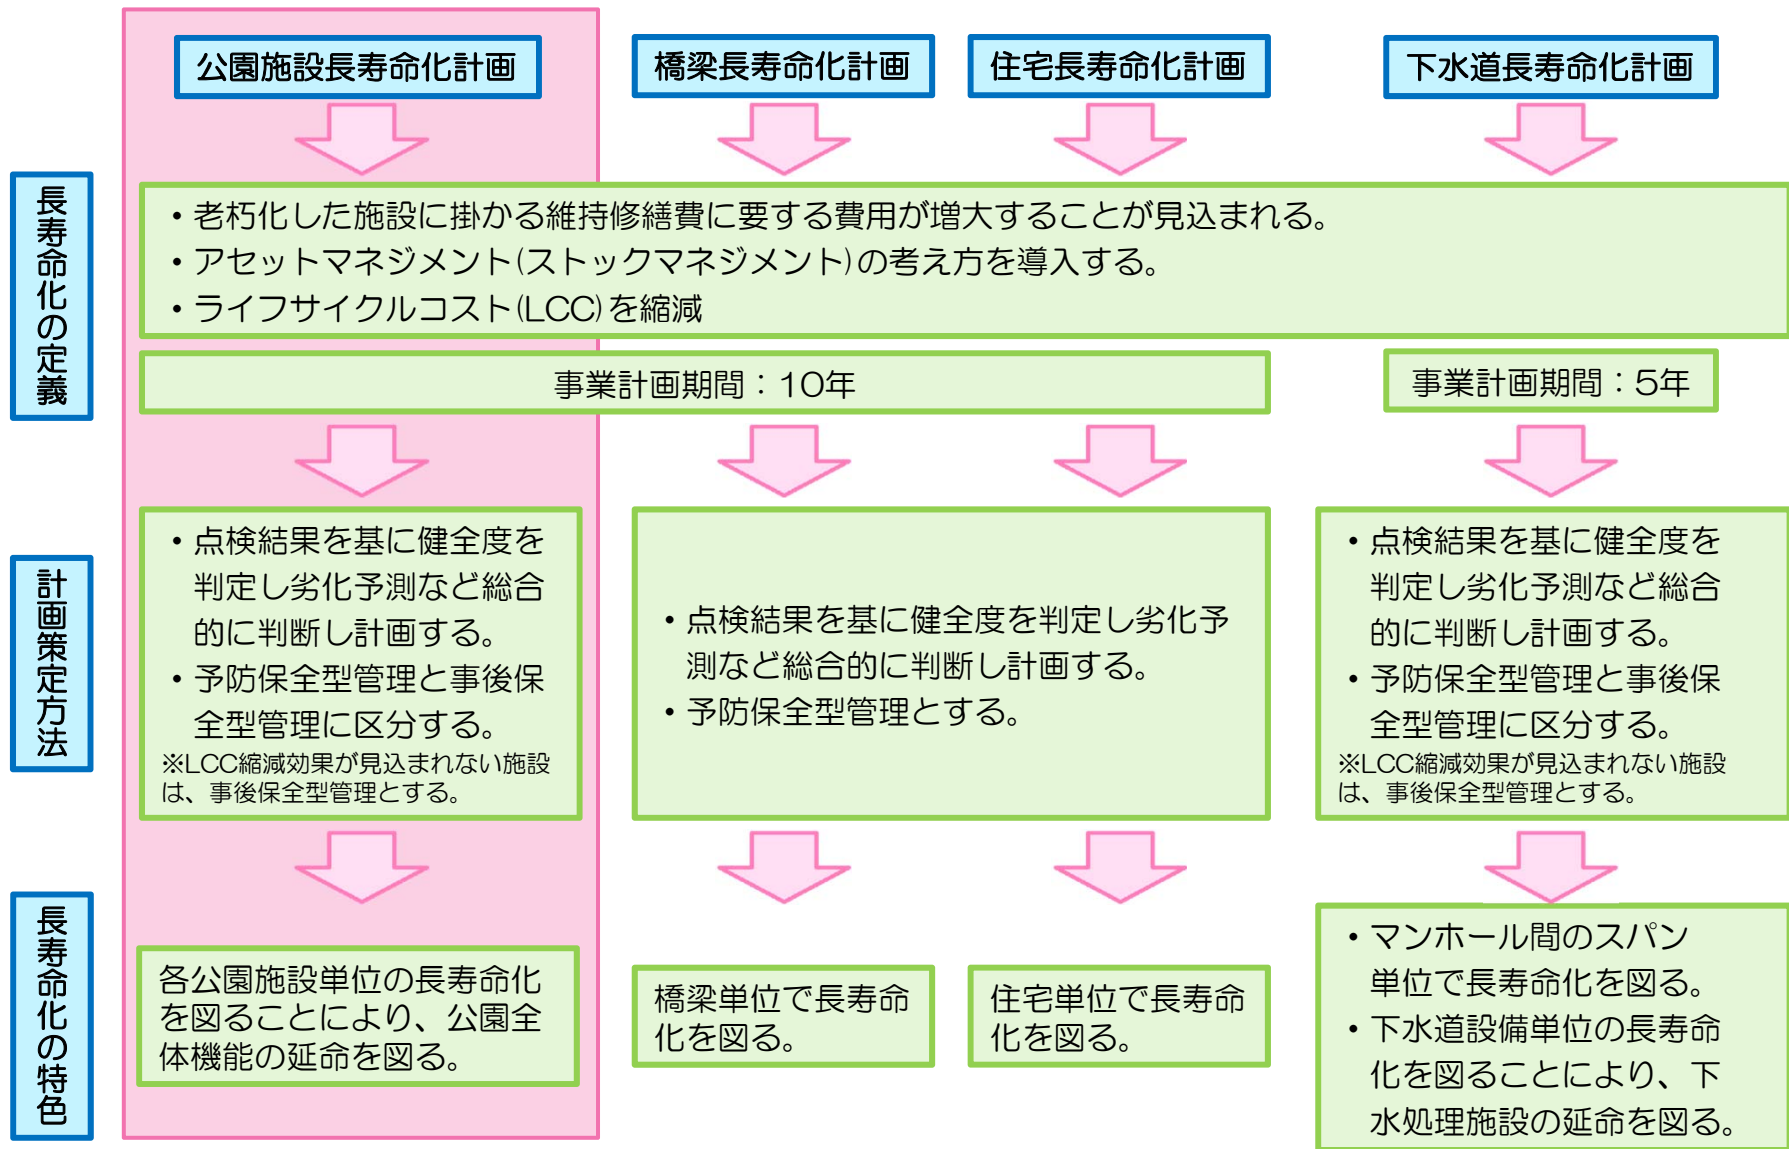 公園施設長寿命化計画
橋梁長寿命化計画
住宅長寿命化計画
下水道長寿命化計画
長寿命化の定義
・老朽化した施設に掛かる維持修繕費に要する費用が増大することが見込まれる。
・アセットマネジメント(ストックマネジメント)の考え方を導入する。
・ライフサイクルコスト(LCC)を縮減
事業計画期間：10年
事業計画期間：5年
計画策定方法
・点検結果を基に健全度を
判定し劣化予測など総合
的に判断し計画する。
・予防保全型管理と事後保
全型管理に区分する。
※LCC縮減効果が見込まれない施設
は、事後保全型管理とする。
・点検結果を基に健全度を判定し劣化予
測など総合的に判断し計画する。
・予防保全型管理とする。
・点検結果を基に健全度を
判定し劣化予測など総合
的に判断し計画する。
・予防保全型管理と事後保
全型管理に区分する。
※LCC縮減効果が見込まれない施設
は、事後保全型管理とする。
長寿命化の特色
各公園施設単位の長寿命化
を図ることにより、公園全
体機能の延命を図る。
橋梁単位で長寿命
化を図る。
住宅単位で長寿命
化を図る。
・マンホール間のスパン
単位で長寿命化を図る。
・下水道設備単位の長寿命
化を図ることにより、下
水処理施設の延命を図る。